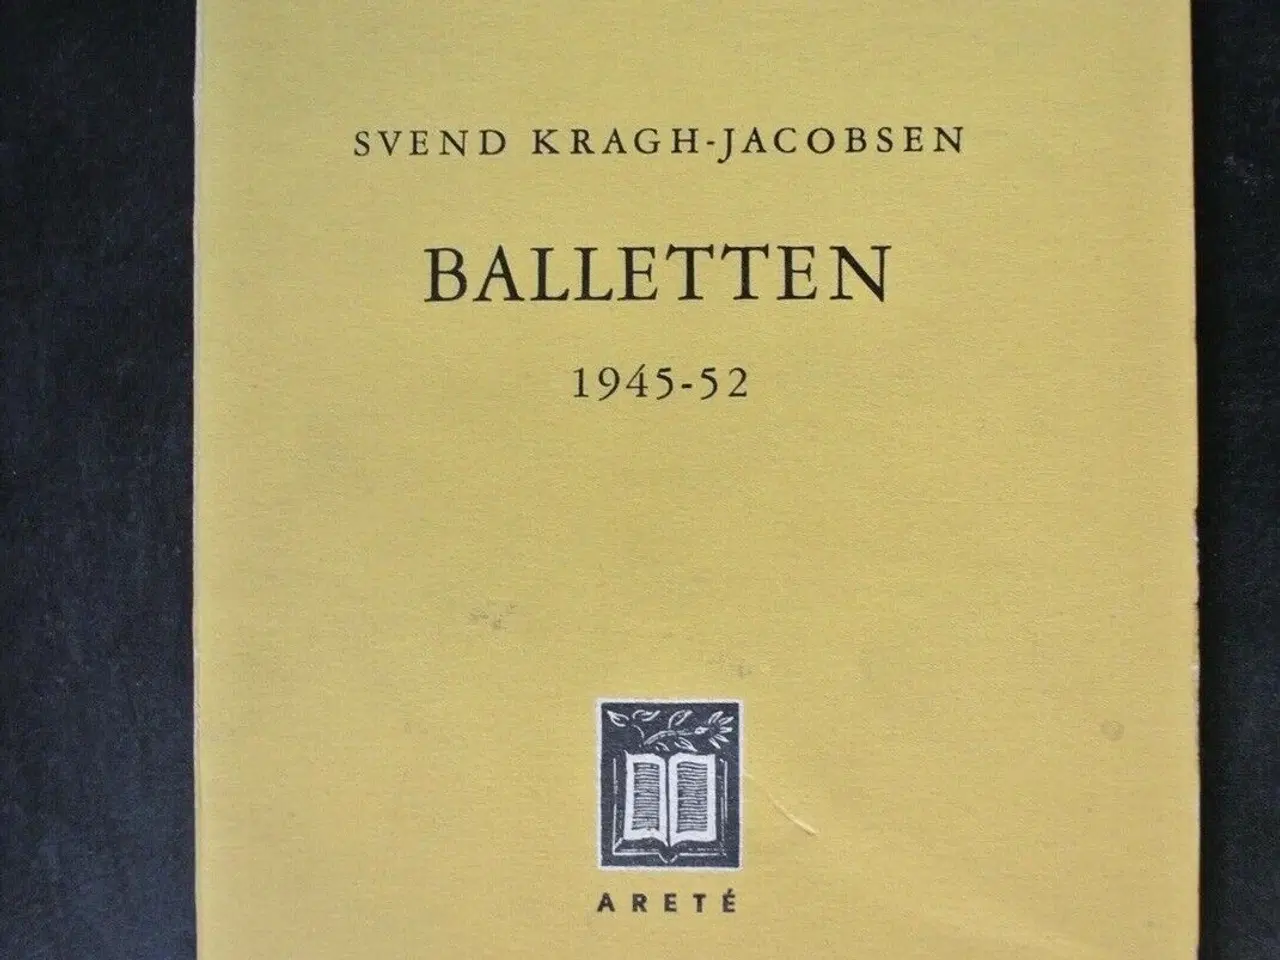 SVEND KRAGH-JACOBSEN
BALLETTEN
1945-52
ARETÉ